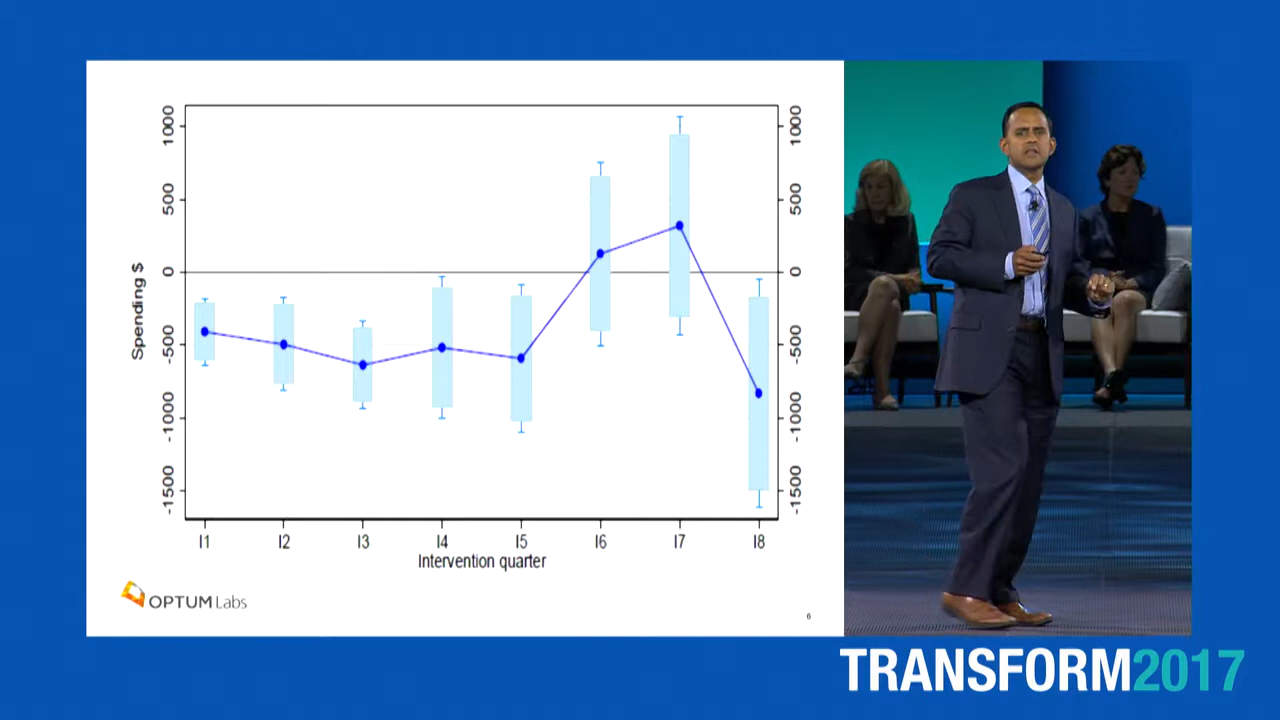 1000
500
0
-500
-1000
-1500
Spending $
1000
500
0
-500
-1000
-1500
I1 I2 I3 I4 I5 I6 I7 I8
Intervention quarter
OPTUM Labs
6
TRANSFORM2017